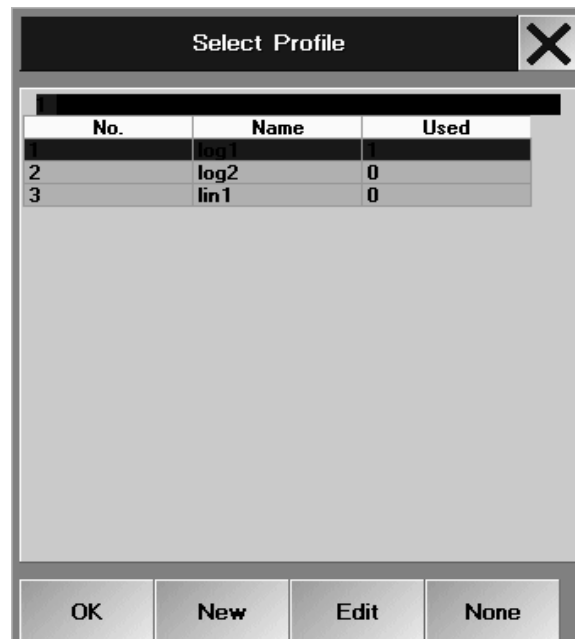 Select Profile
1
No. Name Used
1 log1 1
2 log2 0
3 lin1 0
OK New Edit None